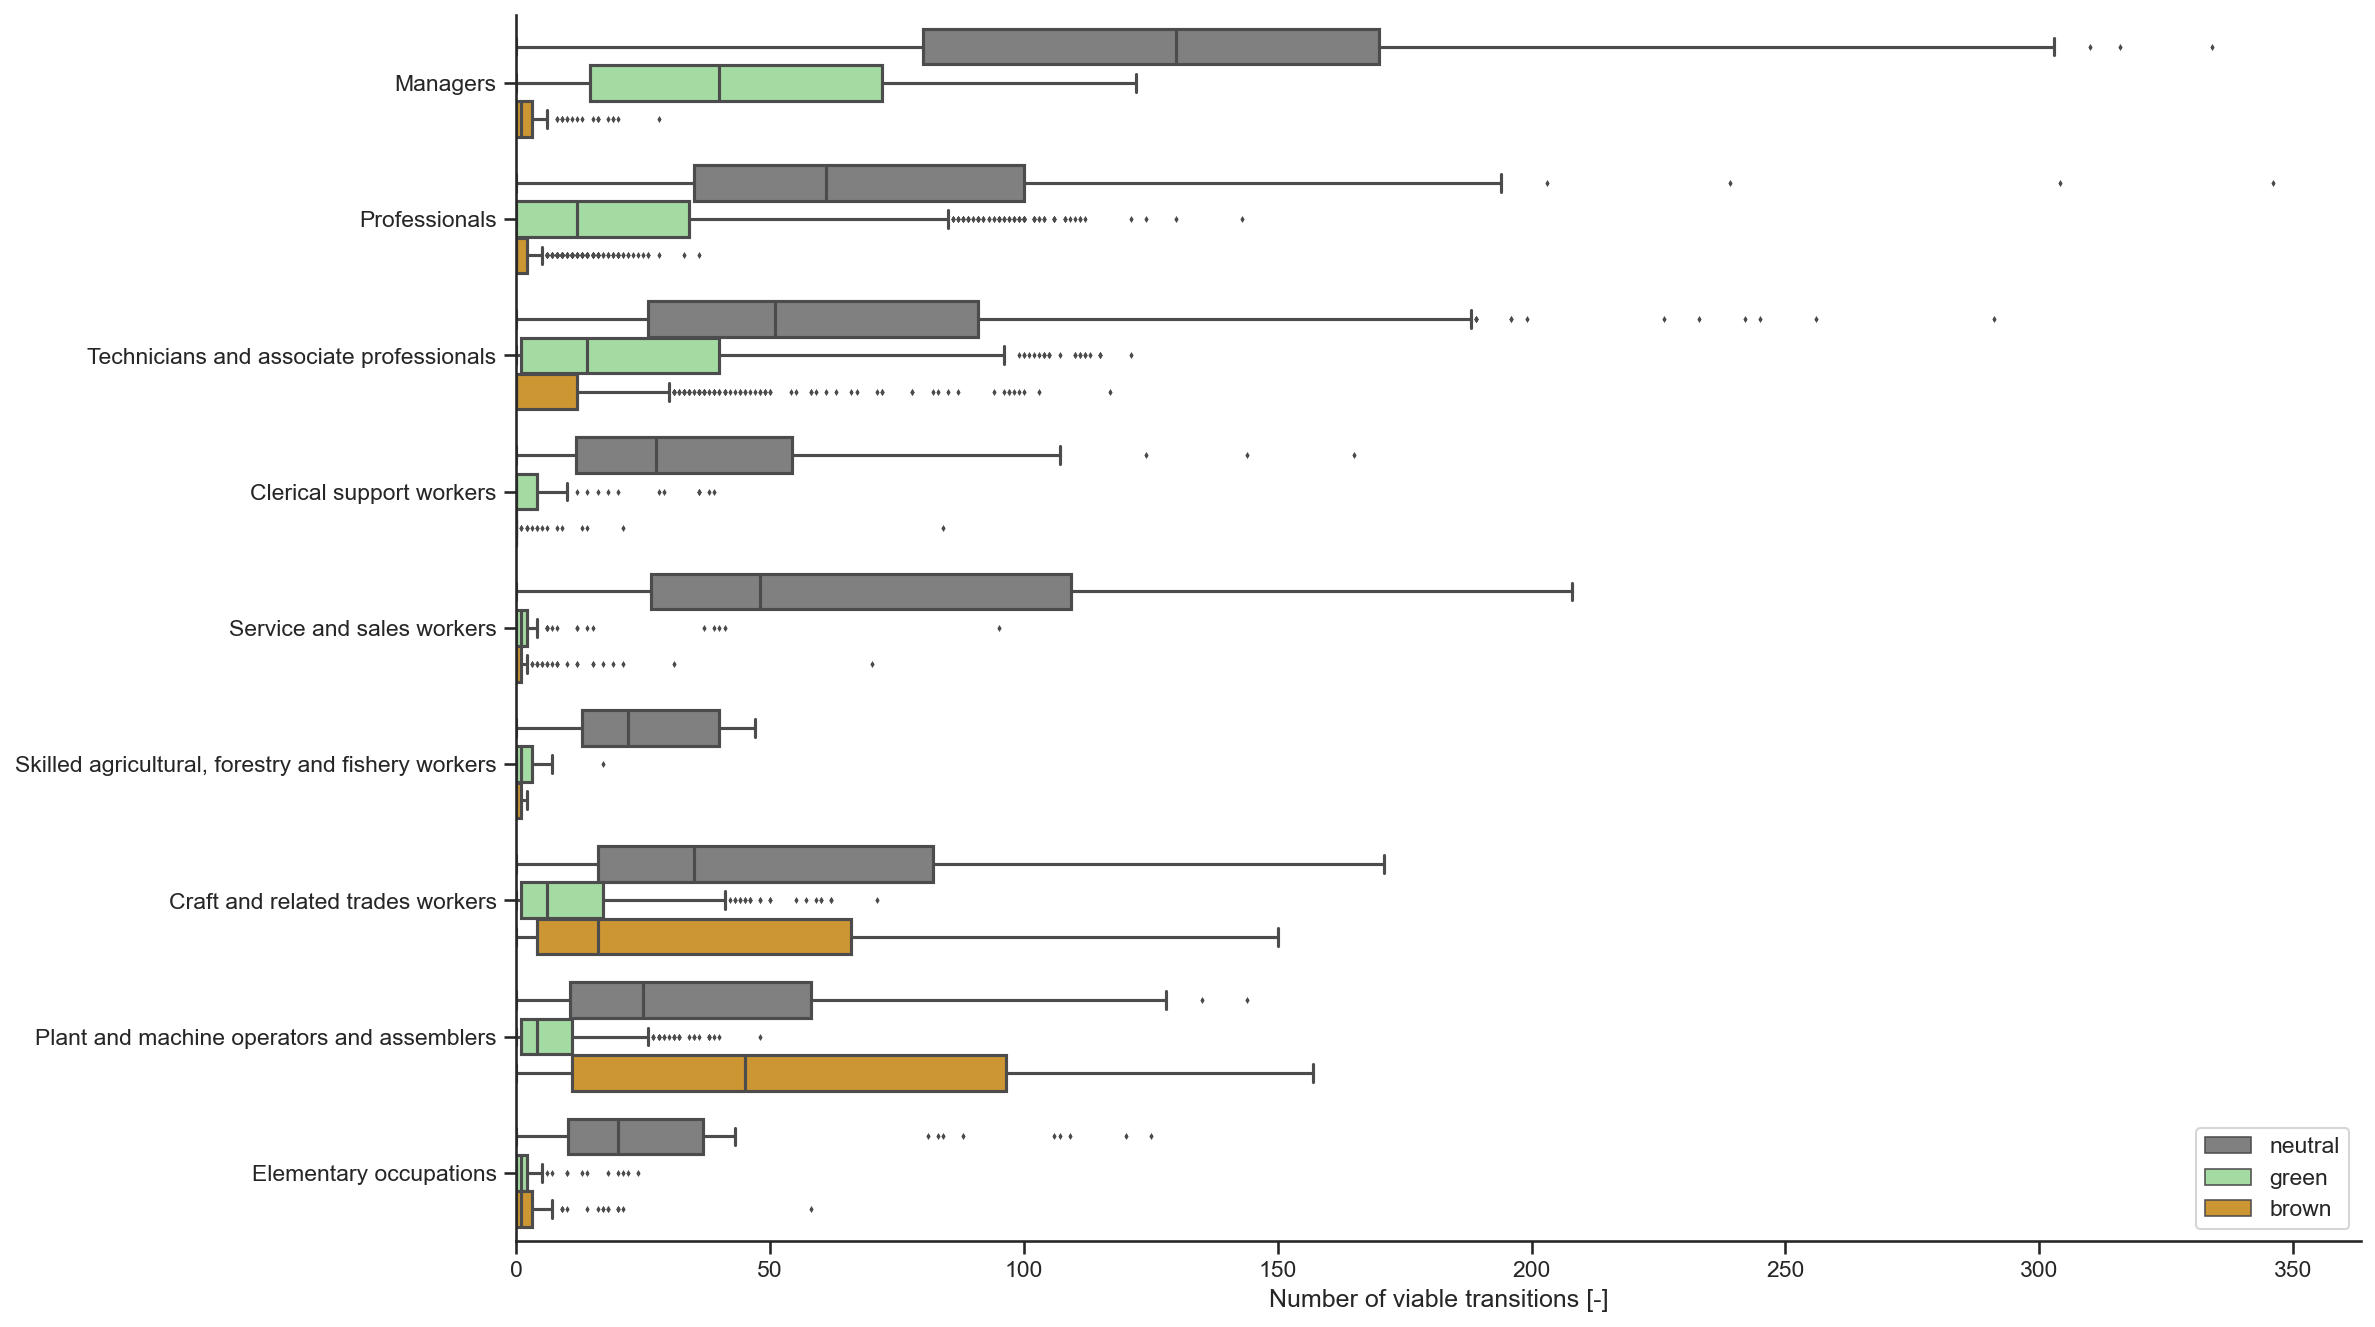 Managers
Professionals
Technicians and associate professionals
Clerical support workers
Service and sales workers
Skilled agricultural, forestry and fishery workers
Craft and related trades workers
Plant and machine operators and assemblers
Elementary occupations
neutral
green
brown
0 50 100 150 200 250 300 350
Number of viable transitions [-]